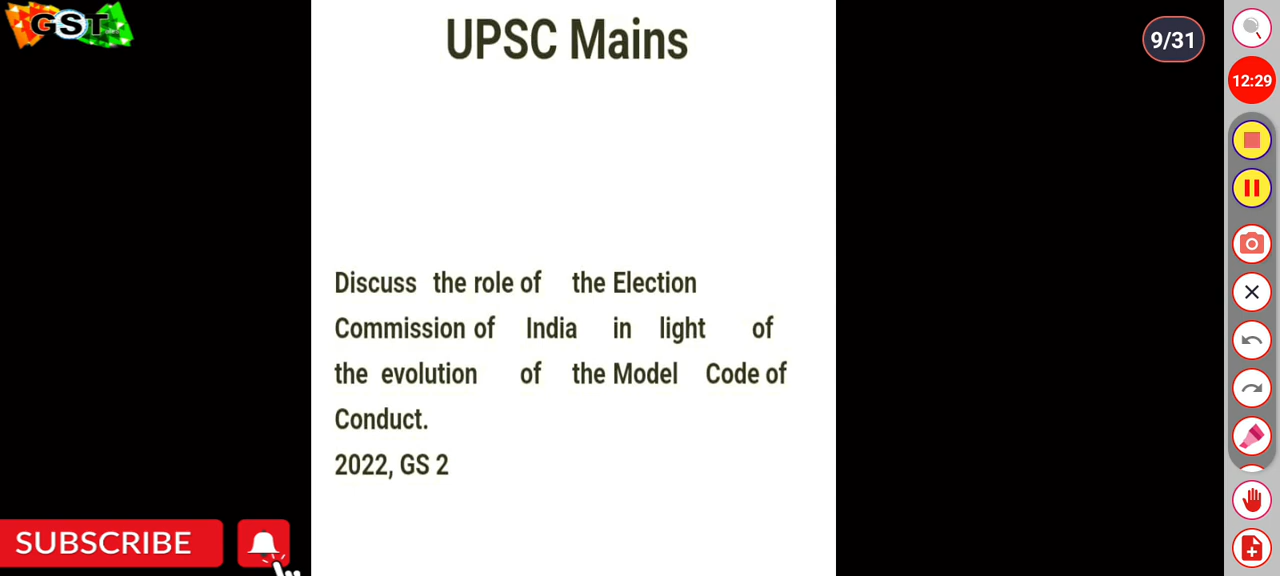 GST
UPSC Mains
9/31
12:29
Discuss the role of the Election
Commission of India in light of
the evolution of the Model Code of
Conduct.
2022, GS 2
SUBSCRIBE